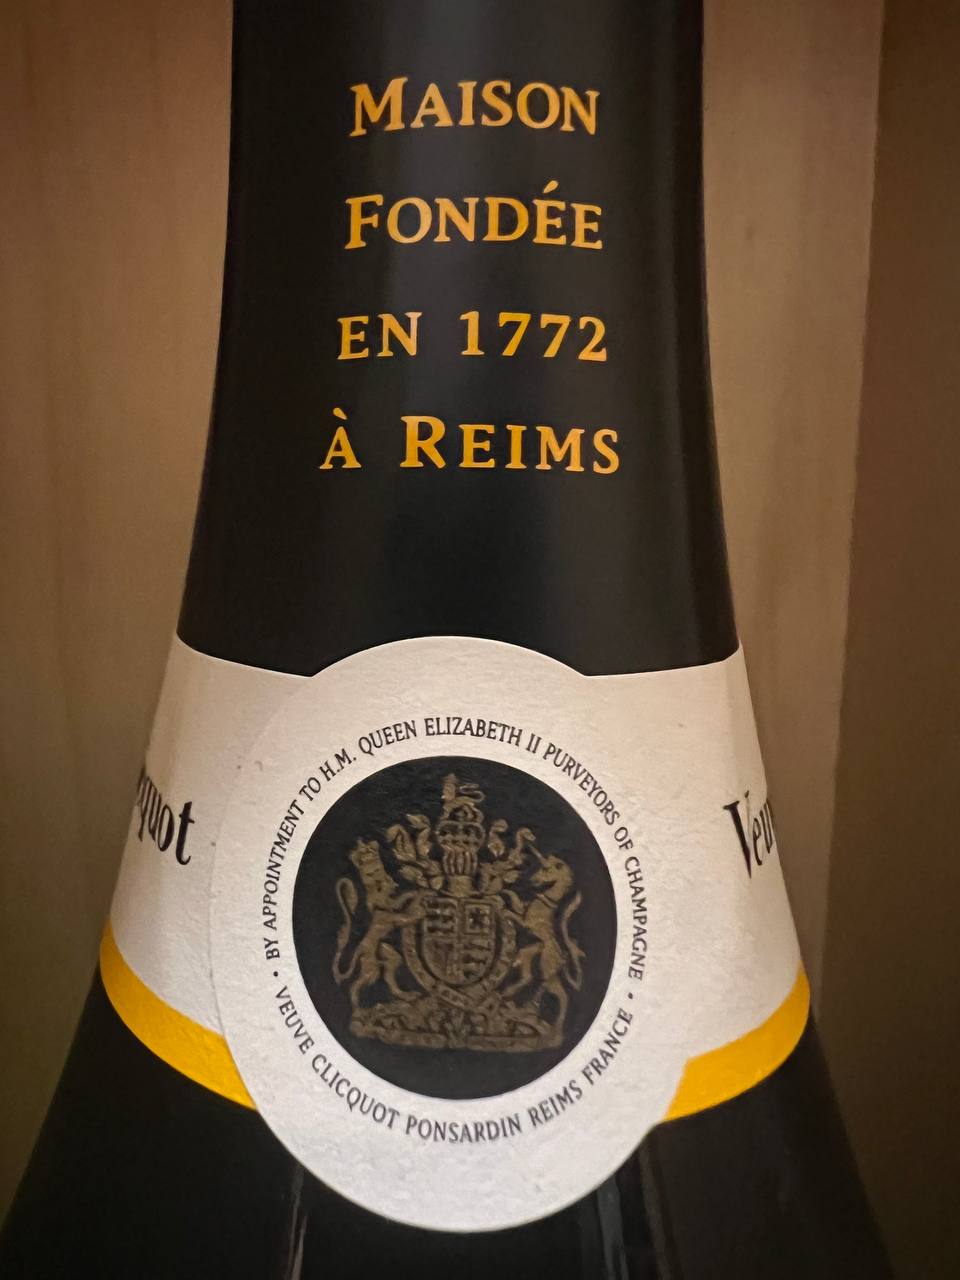 MAISON
FONDÉE
EN 1772
À REIMS
BY APPOINTMENT TO H.M. QUEEN ELIZABETH II PURVEYORS OF CHAMPAGNE
• VEUVE CLICQUOT PONSARDIN REIMS FRANCE •